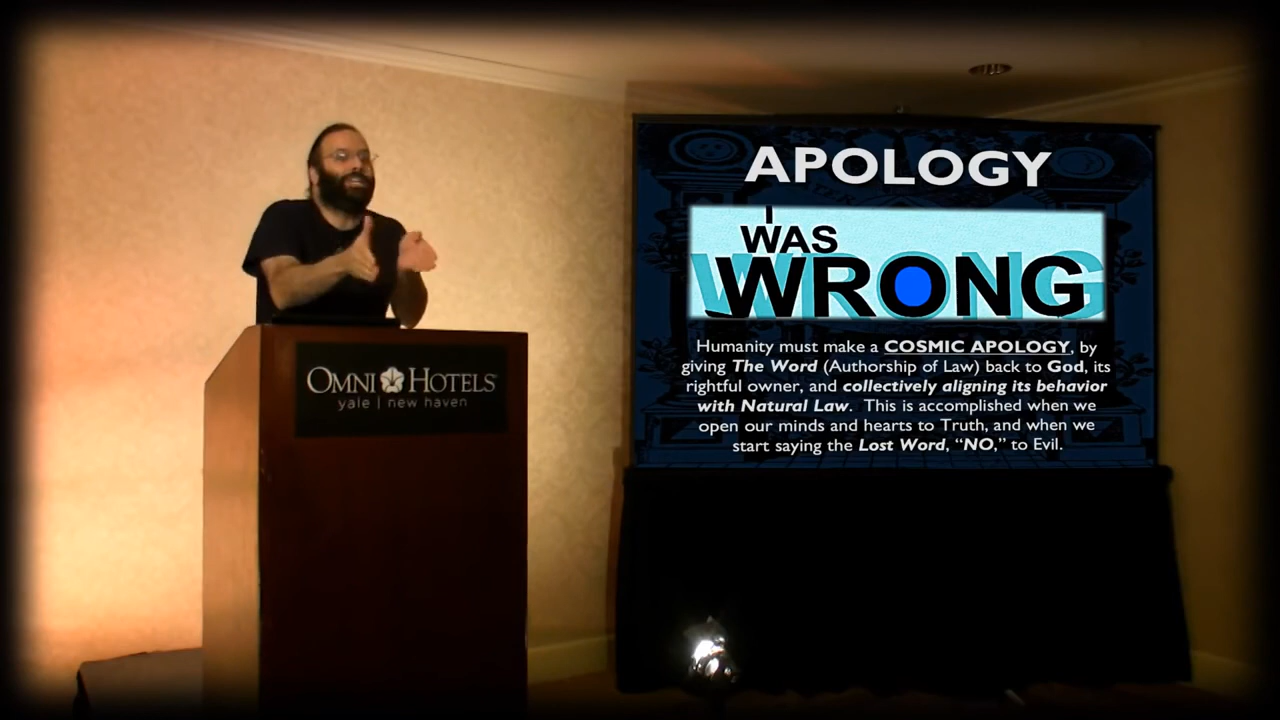 OMNI HOTELS
yale | new haven
APOLOGY
I
WAS
WRONG
Humanity must make a COSMIC APOLOGY, by
giving The Word (Authorship of Law) back to God, its
rightful owner, and collectively aligning its behavior
with Natural Law. This is accomplished when we
open our minds and hearts to Truth, and when we
start saying the Lost Word, “NO,” to Evil.